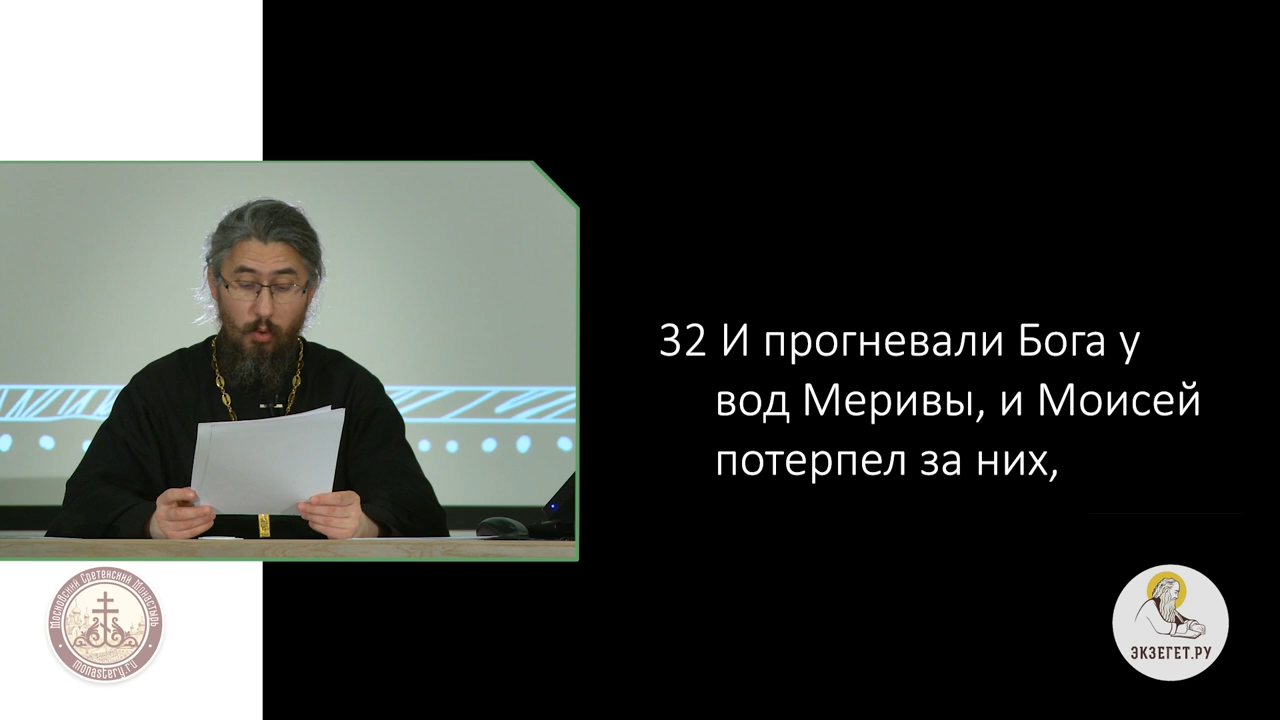 32 И прогневали Бога у
вод Меривы, и Моисей
потерпел за них,
Московский Сретенский Монастырь
monastery.ru
ЭКЗЕГЕТ.РУ